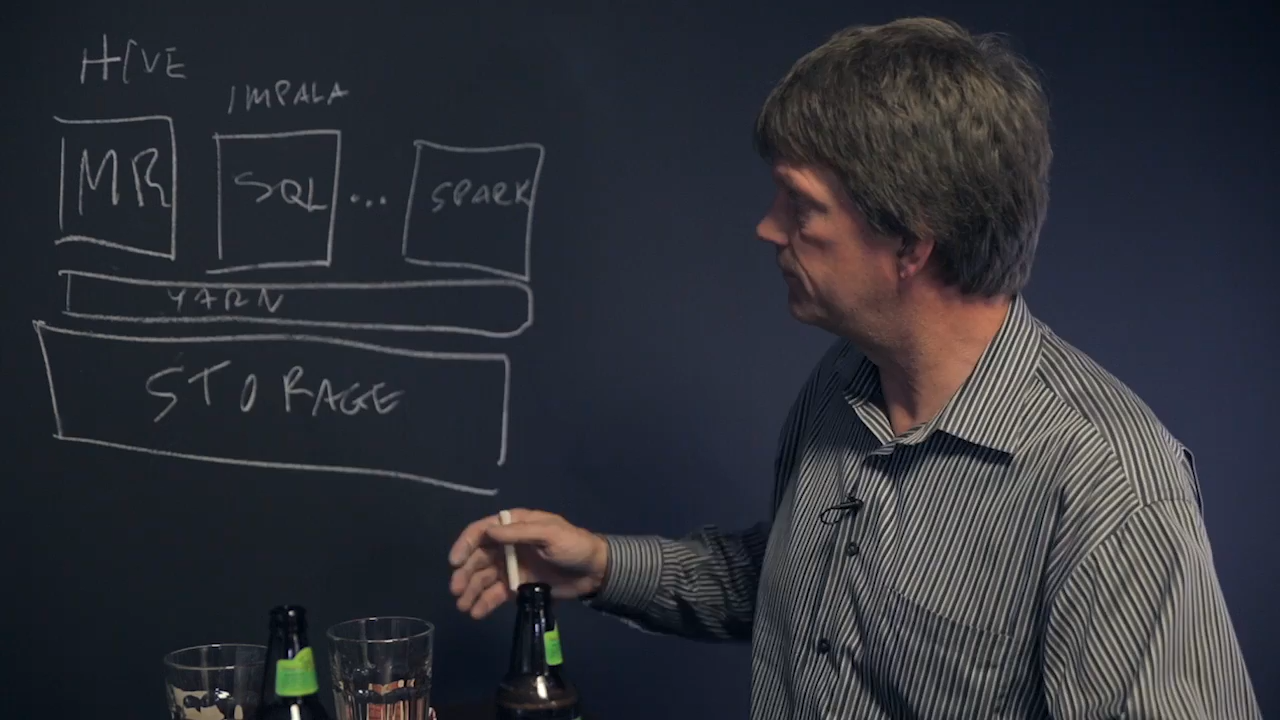 HIVE
IMPALA
MR
SQL ... SPARK
YARN
STORAGE